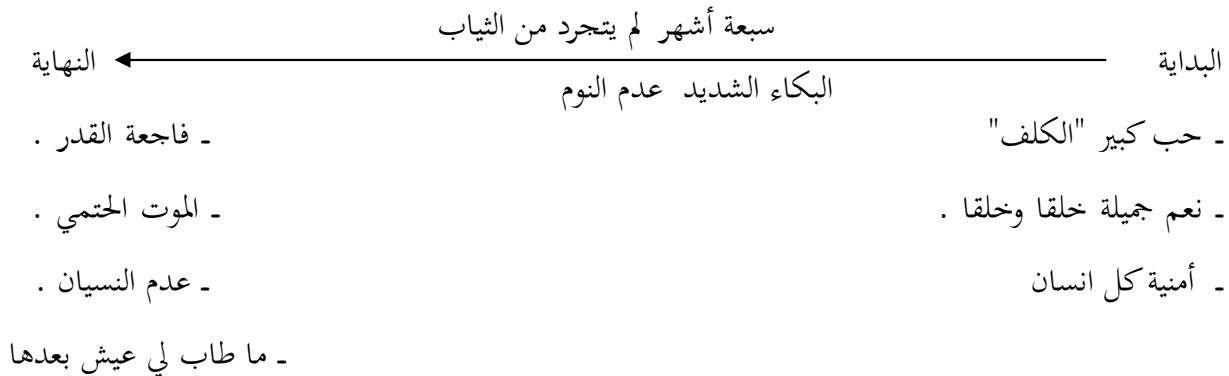 سبعة أشهر لم يتجرد من الثياب
البداية النهاية
البكاء الشديد عدم النوم
ـ حب كبير "الكلف" ـ فاجعة القدر .
ـ نعم جميلة خلقا وخلقا . ـ الموت الحتمي .
ـ أمنية كل انسان ـ عدم النسيان .
ـ ما طاب لي عيش بعدها